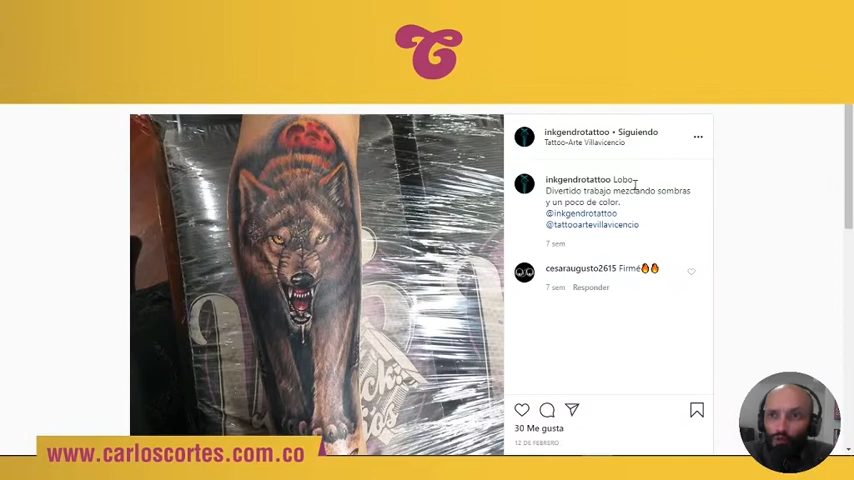 inkgendrotattoo • Siguiendo
Tattoo-Arte Villavicencio
inkgendrotattoo Lobo
Divertido trabajo mezclando sombras
y un poco de color.
@inkgendrotattoo
@tattooartevillavicencio
7 sem
cesaraugusto2615 Firmé🔥🔥
7 sem Responder
30 Me gusta
12 DE FEBRERO
www.carloscortes.com.co